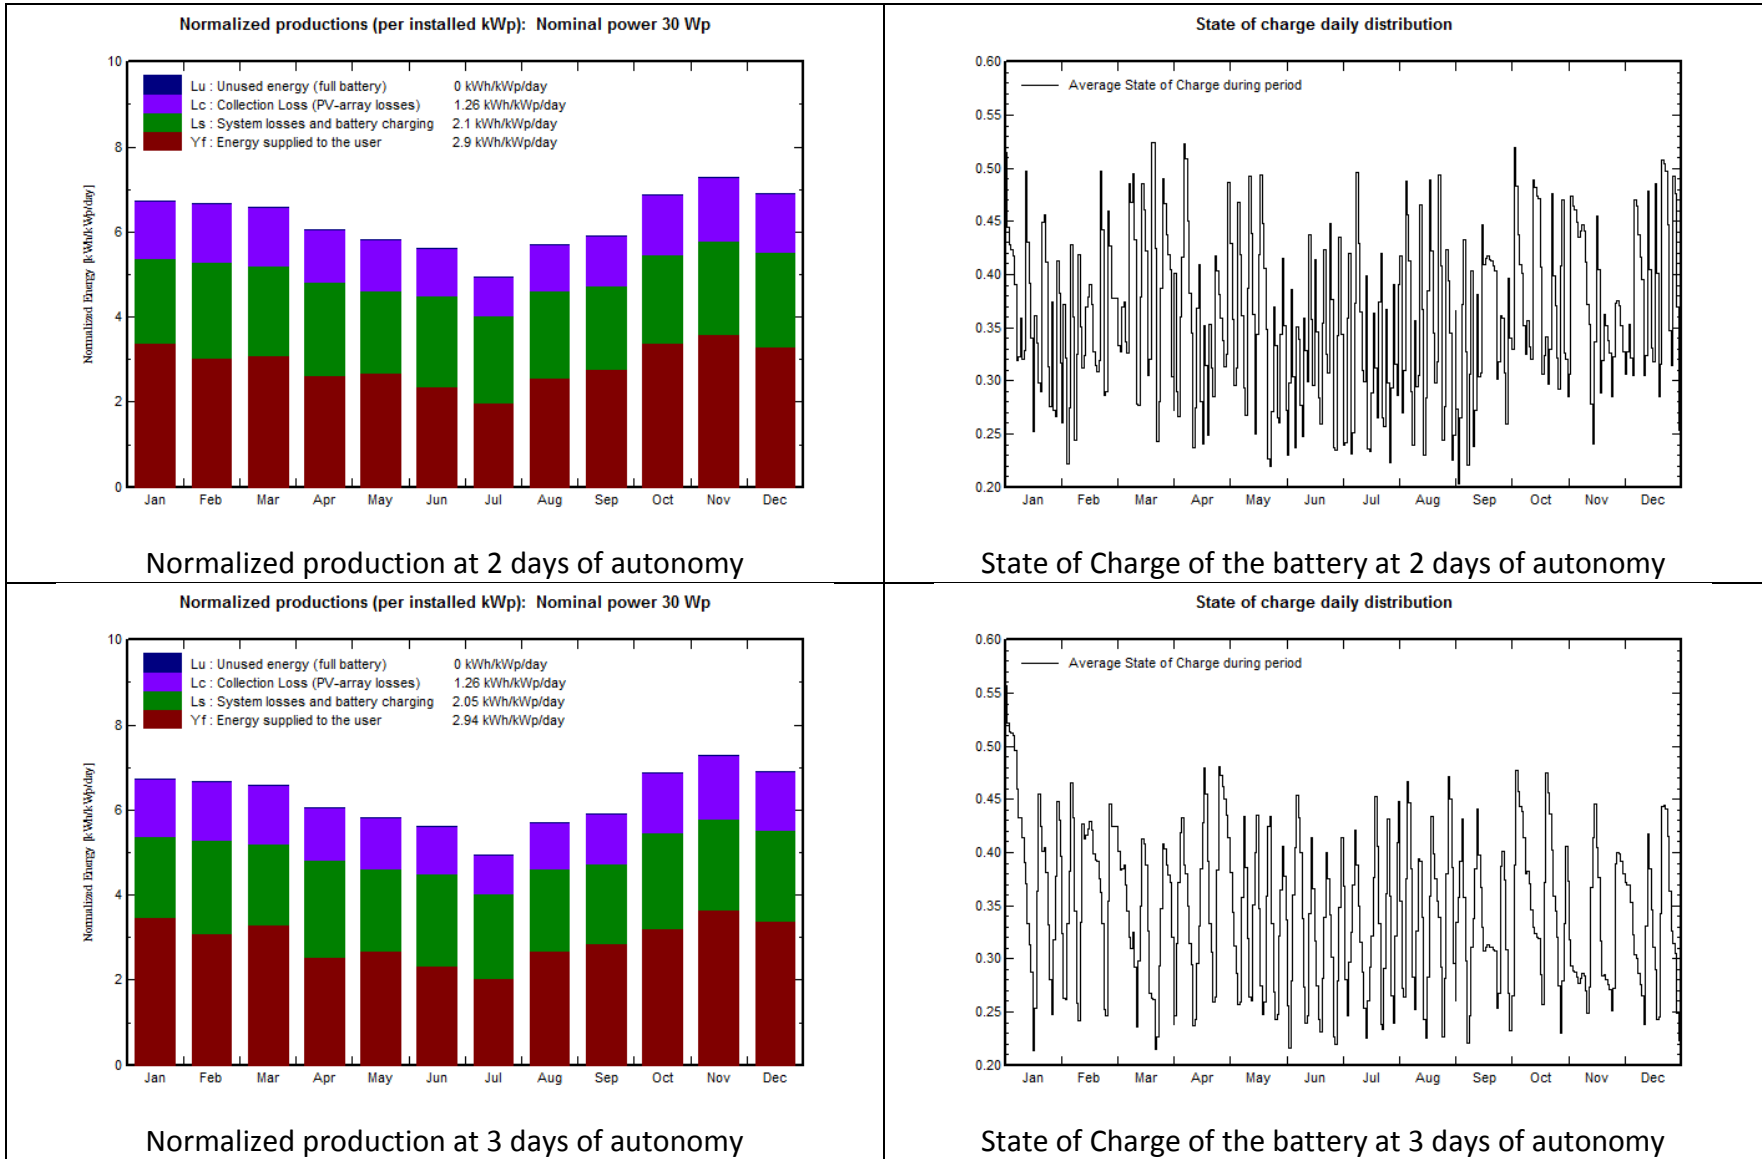 Normalized productions (per installed kWp):  Nominal power 30 Wp
10
8
6
4
2
0
Normalized Energy [kWh/kWp/day]
Lu : Unused energy (full battery) 0 kWh/kWp/day
Lc : Collection Loss (PV-array losses) 1.26 kWh/kWp/day
Ls : System losses and battery charging 2.1 kWh/kWp/day
Yf : Energy supplied to the user 2.9 kWh/kWp/day
Jan Feb Mar Apr May Jun Jul Aug Sep Oct Nov Dec
Normalized production at 2 days of autonomy
State of charge daily distribution
0.60
0.55
0.50
0.45
0.40
0.35
0.30
0.25
0.20
Average State of Charge during period
Jan Feb Mar Apr May Jun Jul Aug Sep Oct Nov Dec
State of Charge of the battery at 2 days of autonomy
Normalized productions (per installed kWp):  Nominal power 30 Wp
10
8
6
4
2
0
Normalized Energy [kWh/kWp/day]
Lu : Unused energy (full battery) 0 kWh/kWp/day
Lc : Collection Loss (PV-array losses) 1.26 kWh/kWp/day
Ls : System losses and battery charging 2.05 kWh/kWp/day
Yf : Energy supplied to the user 2.94 kWh/kWp/day
Jan Feb Mar Apr May Jun Jul Aug Sep Oct Nov Dec
Normalized production at 3 days of autonomy
State of charge daily distribution
0.60
0.55
0.50
0.45
0.40
0.35
0.30
0.25
0.20
Average State of Charge during period
Jan Feb Mar Apr May Jun Jul Aug Sep Oct Nov Dec
State of Charge of the battery at 3 days of autonomy